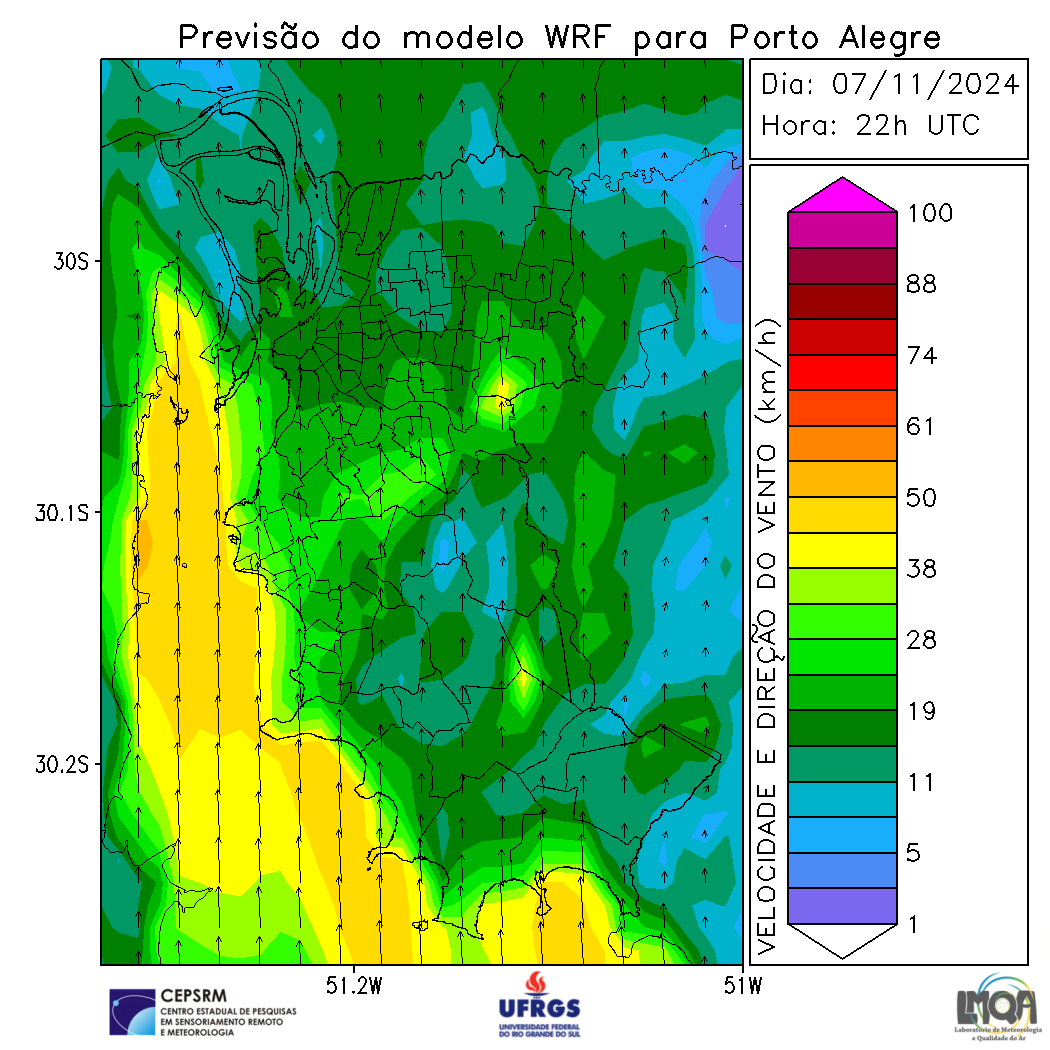 Previsão do modelo WRF para Porto Alegre
Dia: 07/11/2024
Hora: 22h UTC
30S
30.1S
30.2S
51.2W
51W
VELOCIDADE E DIREÇÃO DO VENTO (km/h)
100
88
74
61
50
38
28
19
11
5
1
CEPSRM
CENTRO ESTADUAL DE PESQUISAS
EM SENSORIAMENTO REMOTO
E METEOROLOGIA
UFRGS
UNIVERSIDADE FEDERAL
DO RIO GRANDE DO SUL
LMQA
Laboratório de Meteorologia
e Qualidade do Ar